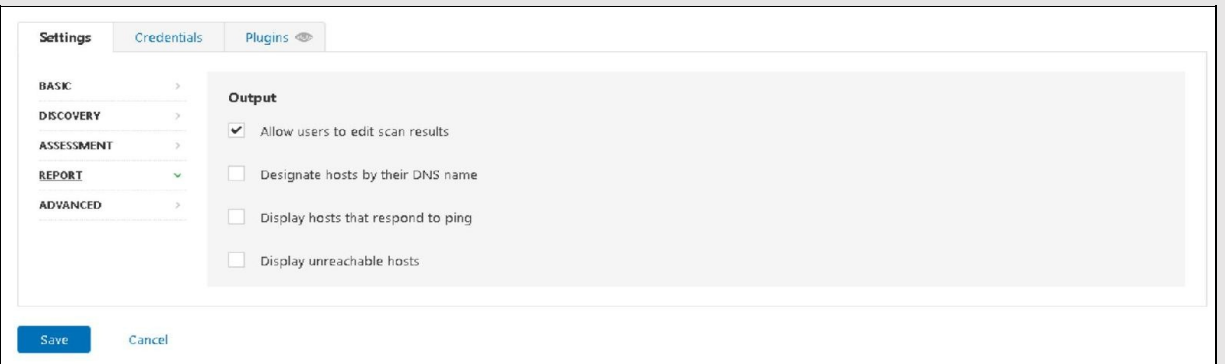 Settings
Credentials
Plugins
BASIC
DISCOVERY
ASSESSMENT
REPORT
ADVANCED
Output
Allow users to edit scan results
Designate hosts by their DNS name
Display hosts that respond to ping
Display unreachable hosts
Save
Cancel